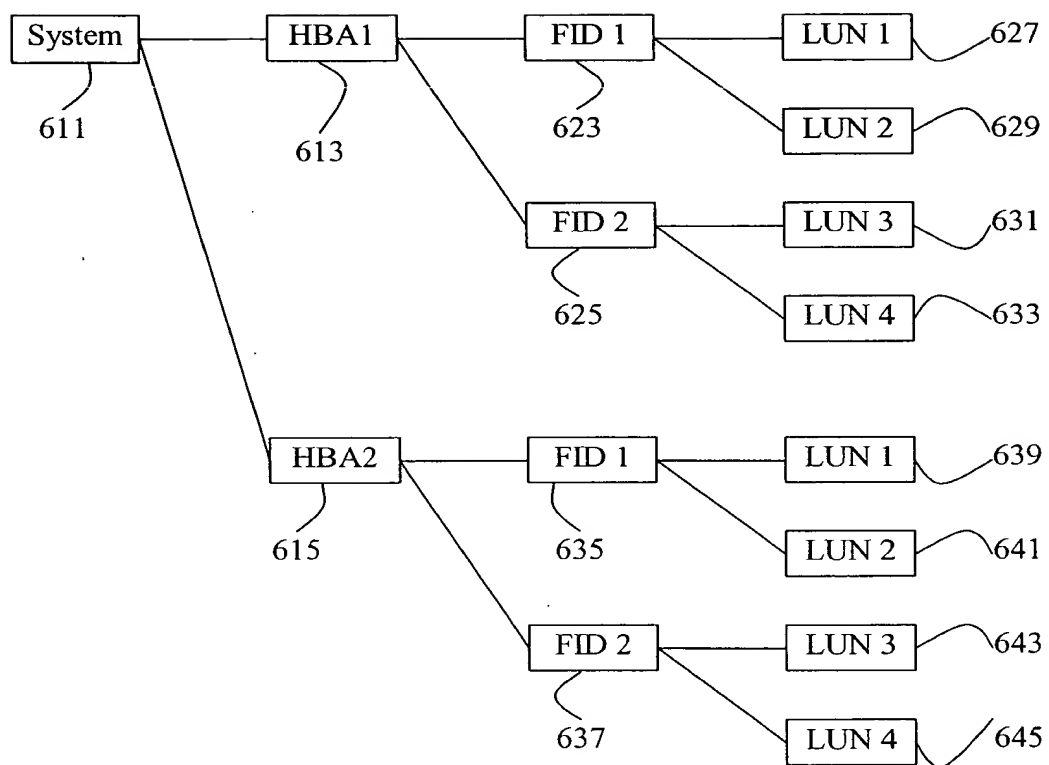 System HBA1 FID 1 LUN 1 627
611 613 623 LUN 2 629
FID 2 LUN 3 631
625 LUN 4 633
HBA2 FID 1 LUN 1 639
615 635 LUN 2 641
FID 2 LUN 3 643
637 LUN 4 645